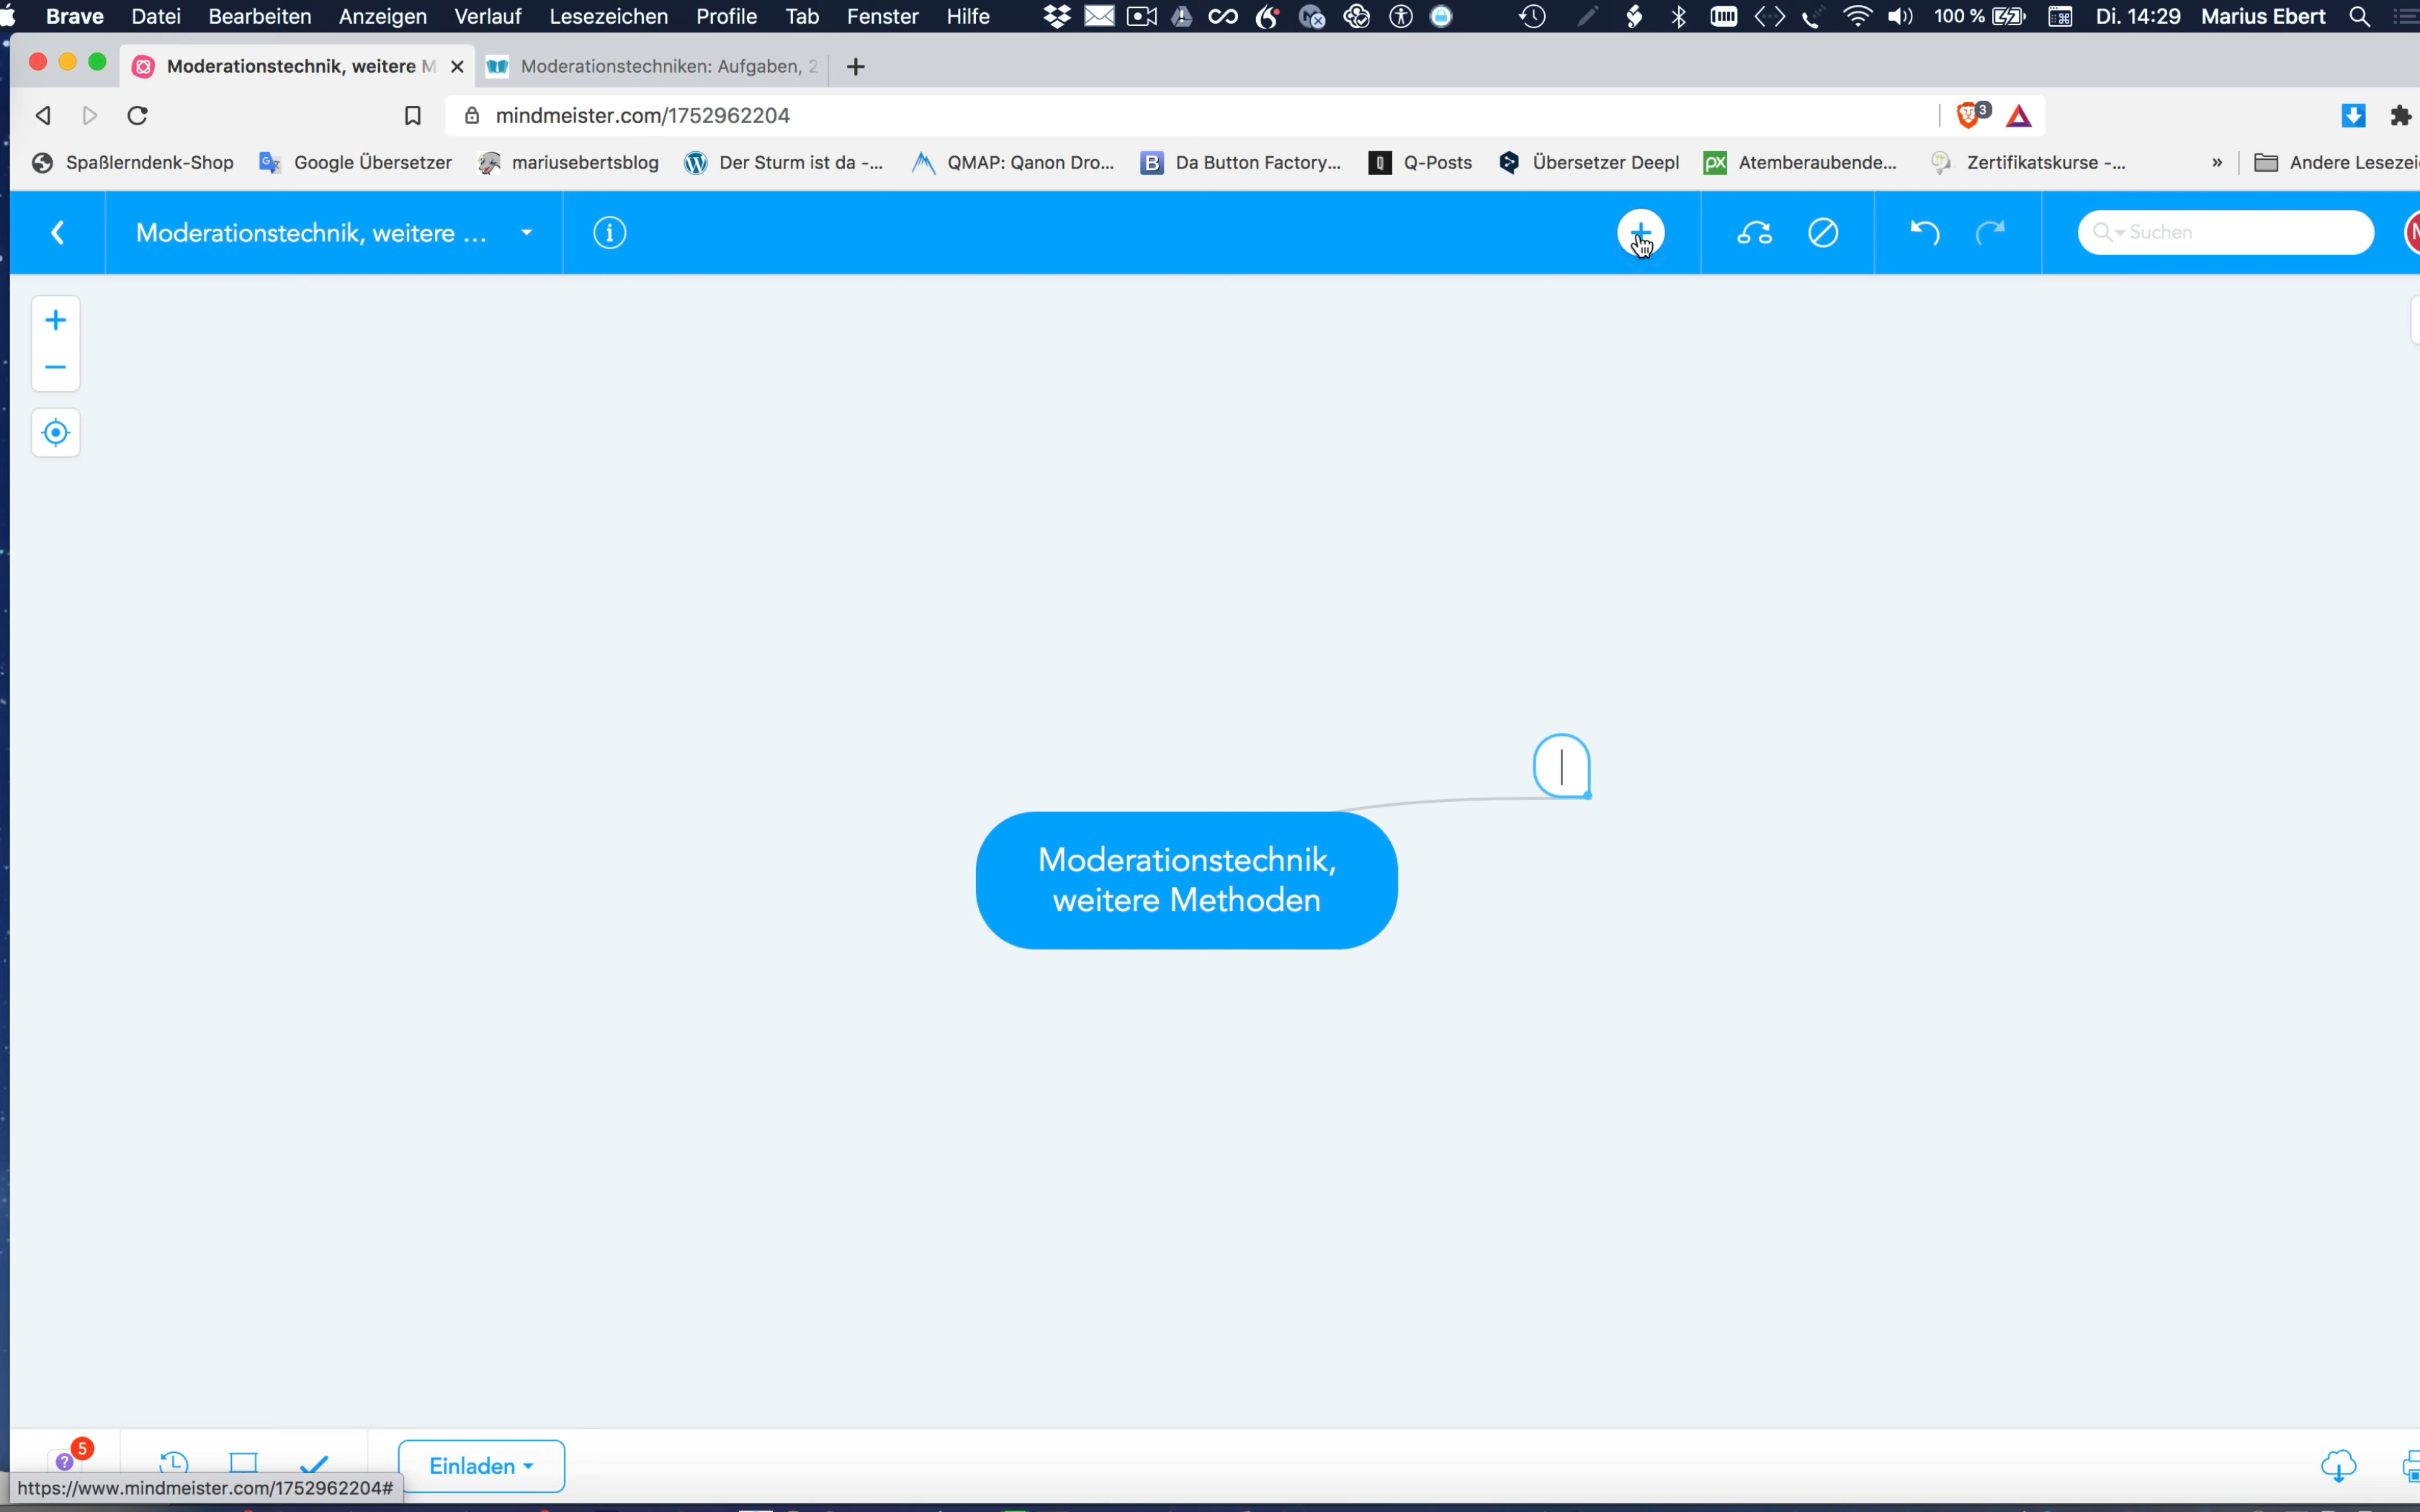 Brave Datei Bearbeiten Anzeigen Verlauf Lesezeichen Profile Tab Fenster Hilfe 100 % Di. 14:29 Marius Ebert
Moderationstechnik, weitere M Moderationstechniken: Aufgaben, 2
mindmeister.com/1752962204 3
Spaßlerndenk-Shop Google Übersetzer mariusebertsblog Der Sturm ist da -... QMAP: Qanon Dro... B Da Button Factory... Q-Posts Übersetzer Deepl px Atemberaubende... Zertifikatskurse -... » Andere Lesezei
Moderationstechnik, weitere ... Suchen
Moderationstechnik,
weitere Methoden
5
Einladen
https://www.mindmeister.com/1752962204#